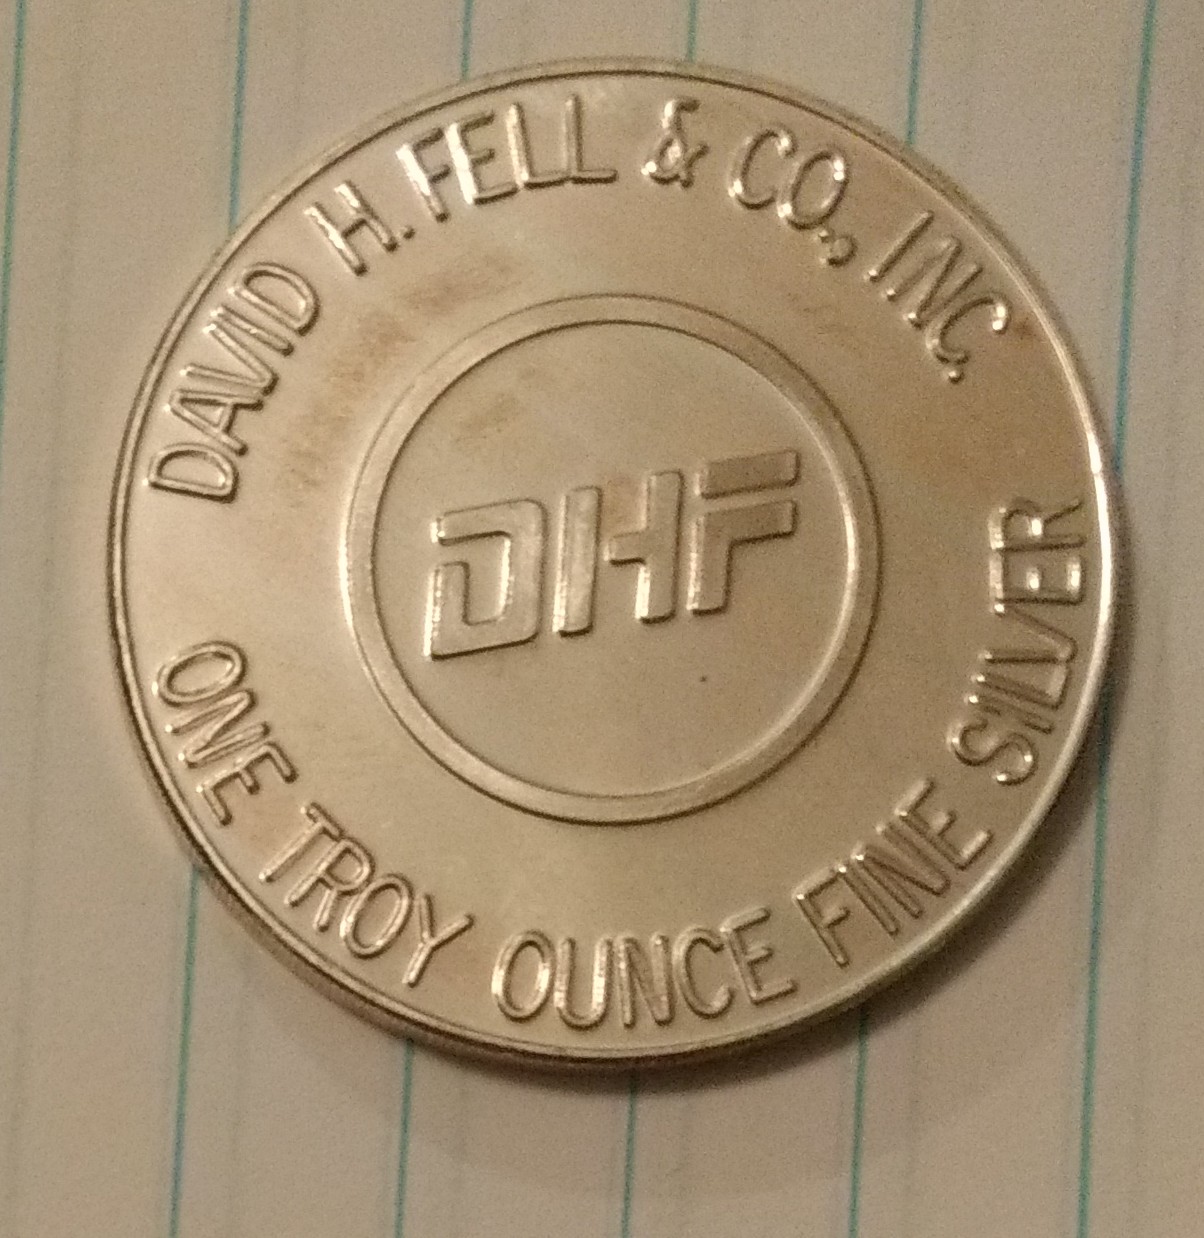 DAVID H. FELL & CO., INC.
DHF
ONE TROY OUNCE FINE SILVER